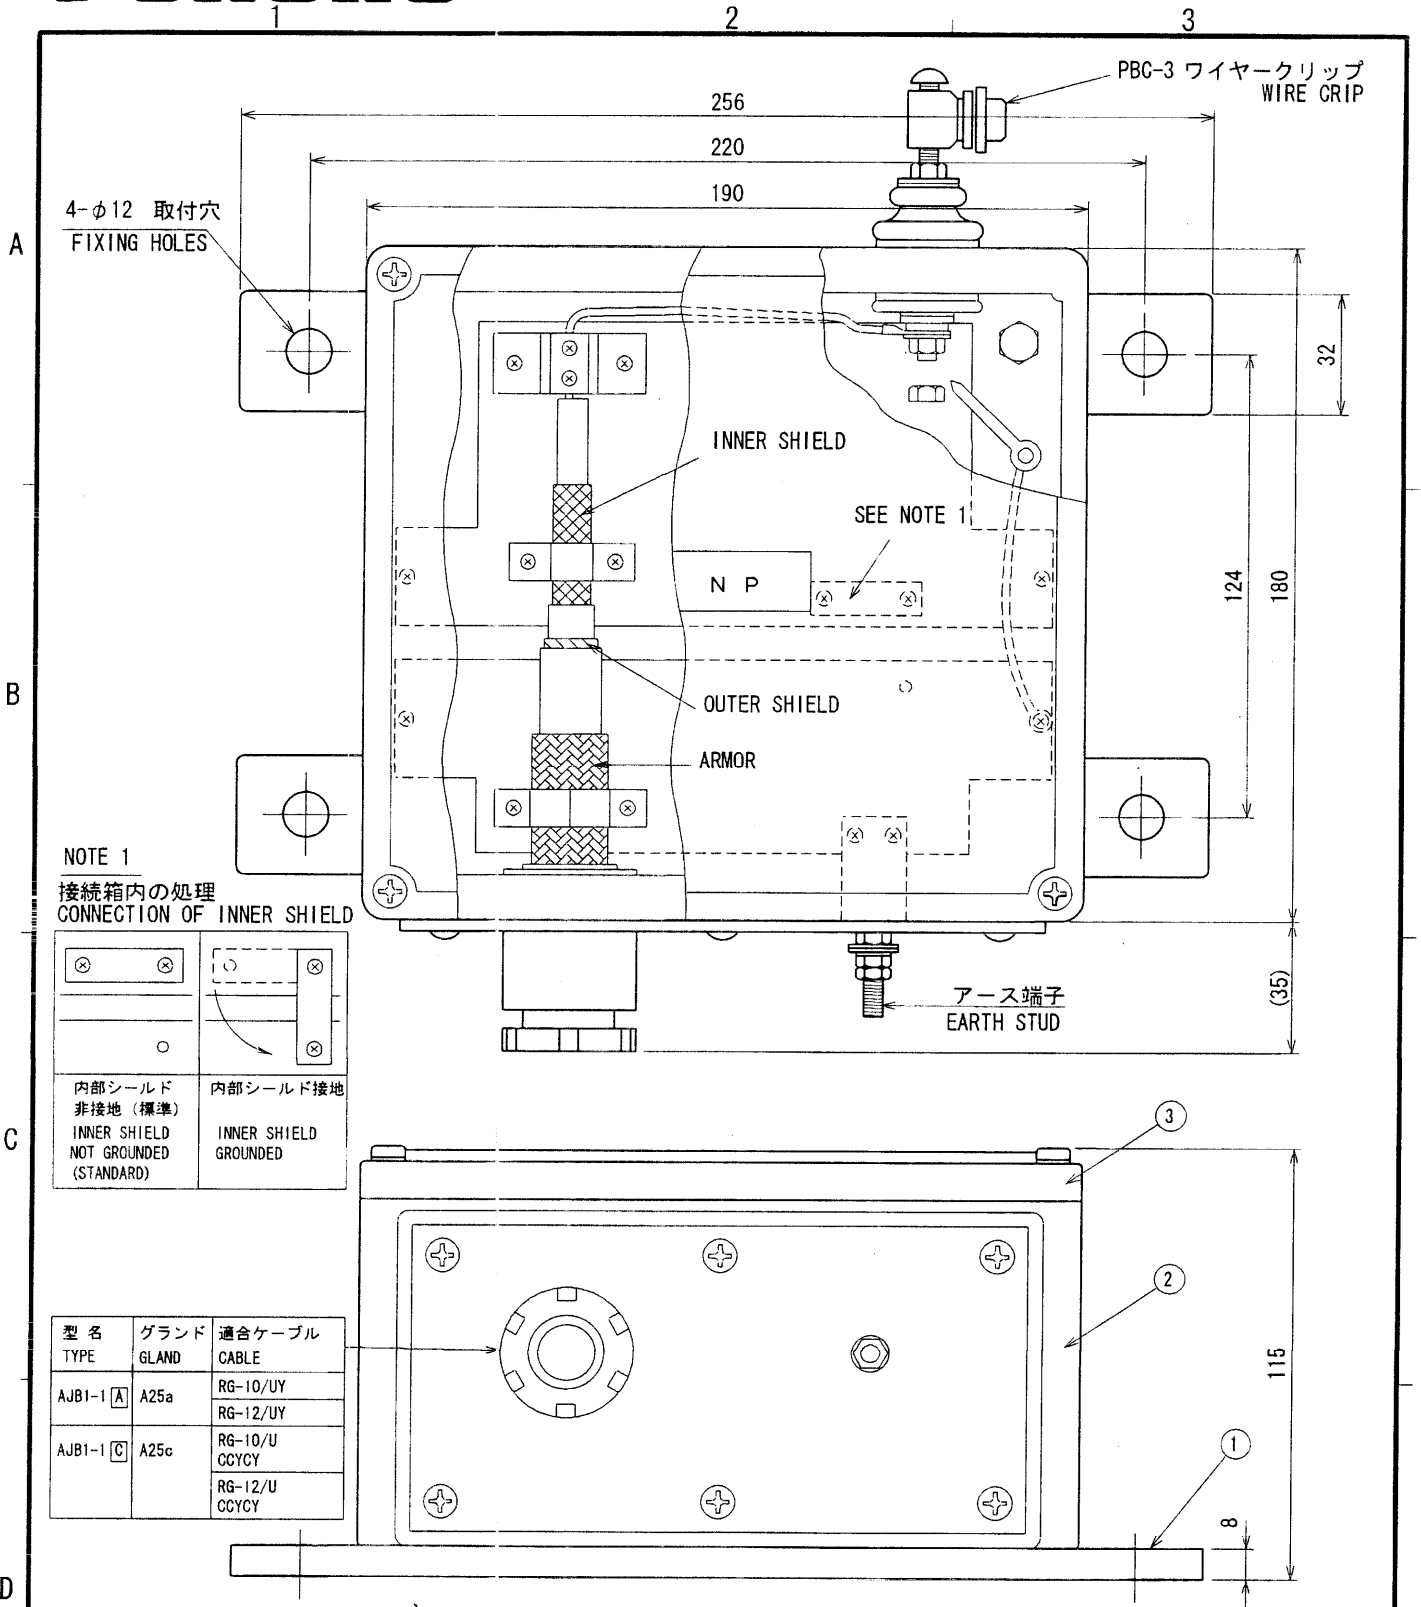 1
2
3
PBC-3 ワイヤークリップ
WIRE CRIP
256
220
190
4-φ12 取付穴
FIXING HOLES
A
32
INNER SHIELD
SEE NOTE 1
N P
124
180
B
OUTER SHIELD
ARMOR
NOTE 1
接続箱内の処理
CONNECTION OF INNER SHIELD
アース端子
EARTH STUD
(35)
内部シールド
非接地 (標準)
INNER SHIELD
NOT GROUNDED
(STANDARD)
内部シールド接地
INNER SHIELD
GROUNDED
C
3
2
115
型 名
TYPE
グランド
GLAND
適合ケーブル
CABLE
AJB1-1 A
A25a
RG-10/UY
RG-12/UY
AJB1-1 C
A25c
RG-10/U
CCYCY
RG-12/U
CCYCY
1
8
D